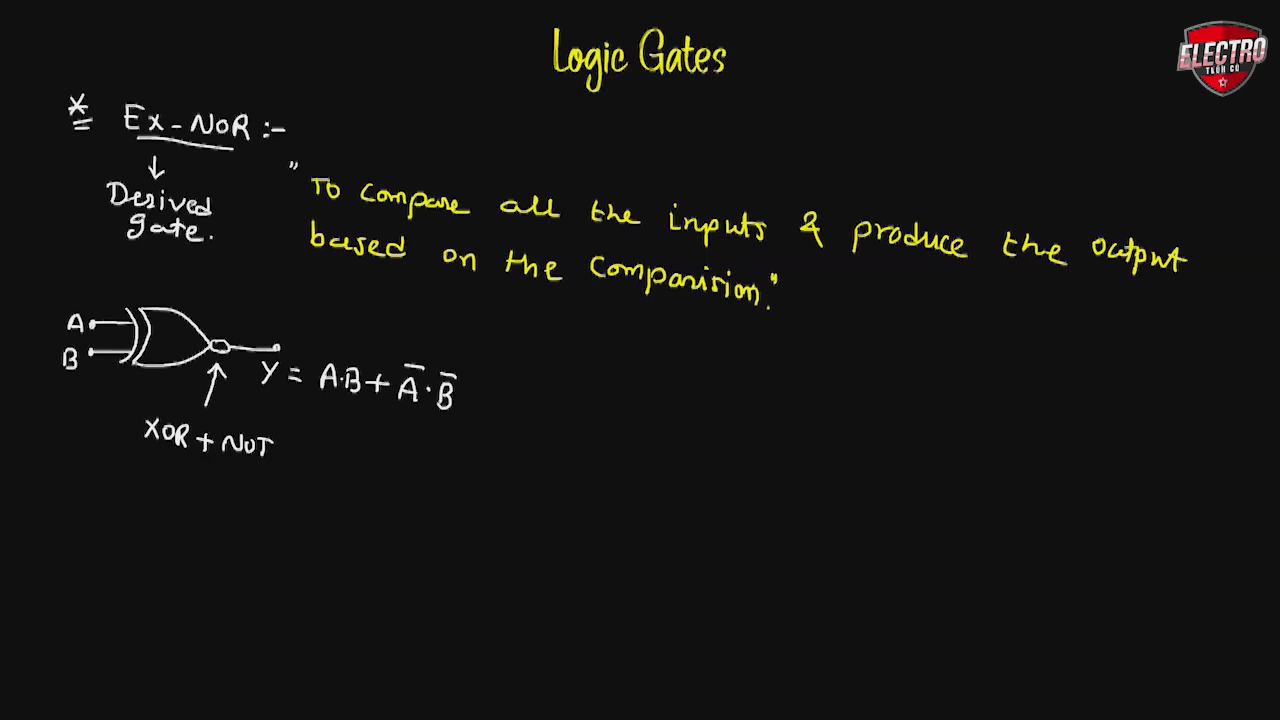 Logic Gates
ELECTRO
TECH CQ
* Ex-NOR :-
Derived
gate.
"To compare all the inputs & produce the output
based on the comparision."
A
B
Y = A·B + A̅·B̅
XOR + NOT